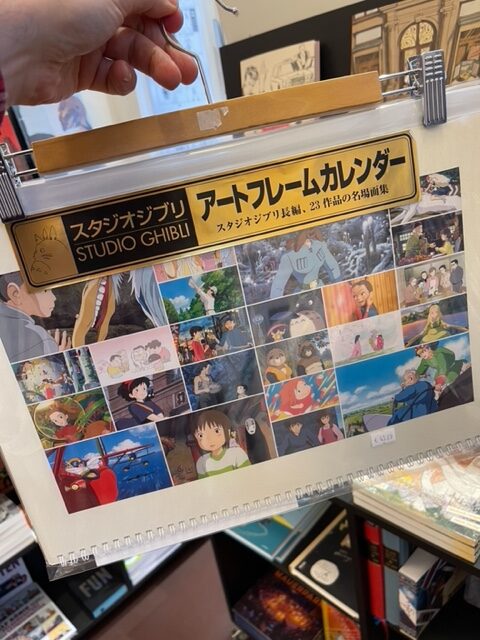 スタジオジブリ
STUDIO GHIBLI
アートフレームカレンダー
スタジオジブリ長編、23作品の名場面集
FUN